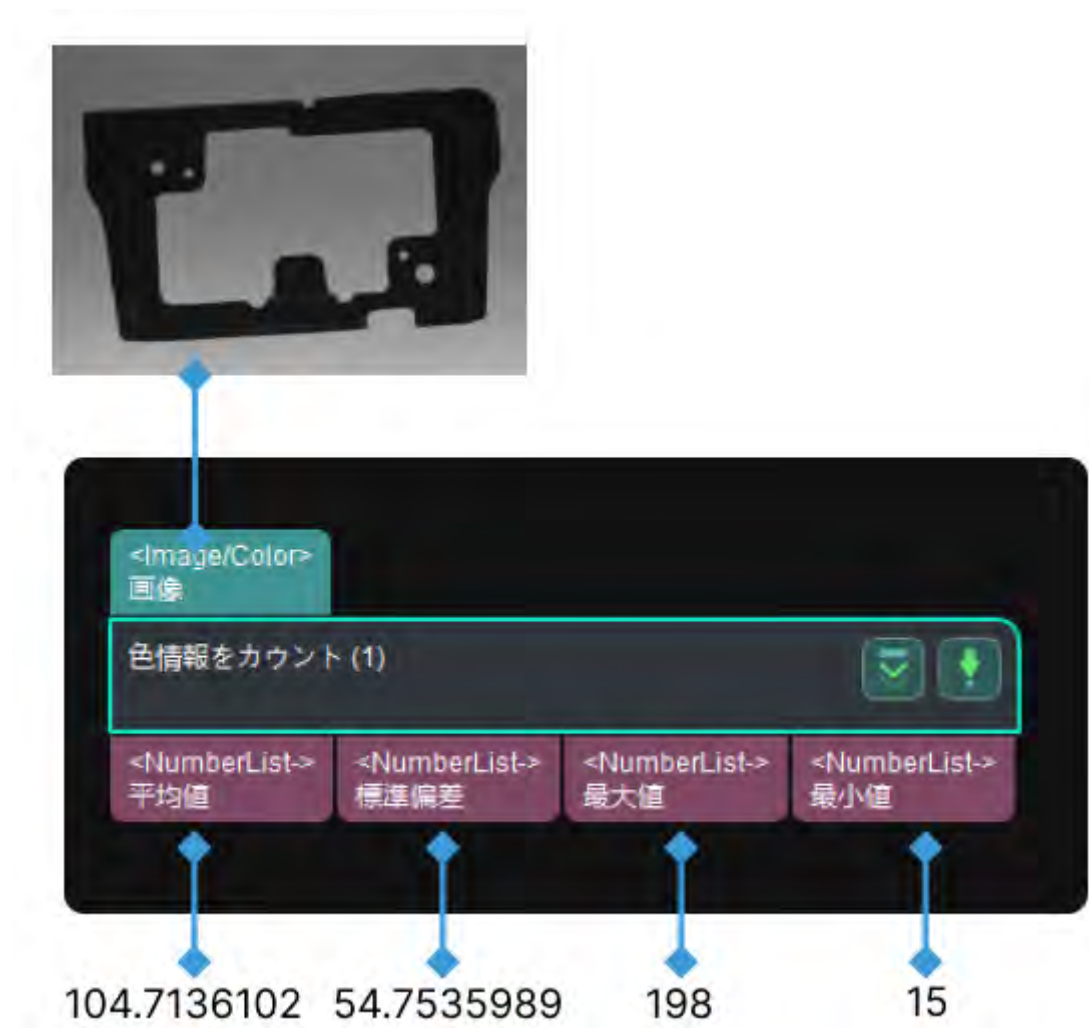 <Image/Color>
画像
色情報をカウント (1)
<NumberList-> <NumberList-> <NumberList-> <NumberList->
平均値 標準偏差 最大値 最小値
104.7136102 54.7535989 198 15